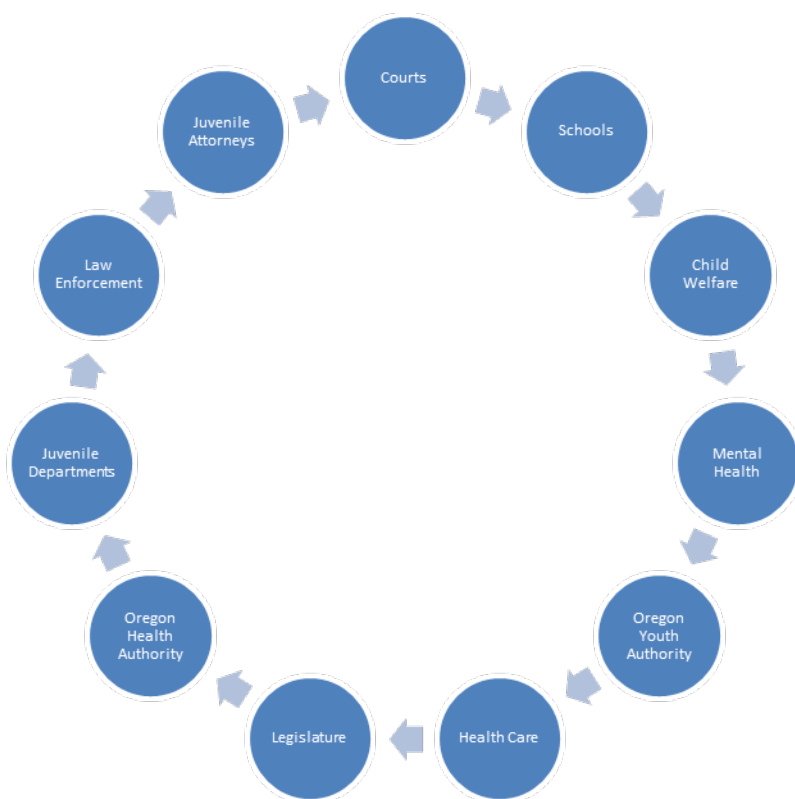 Courts
Schools
Child
Welfare
Mental
Health
Oregon
Youth
Authority
Health Care
Legislature
Oregon
Health
Authority
Juvenile
Departments
Law
Enforcement
Juvenile
Attorneys